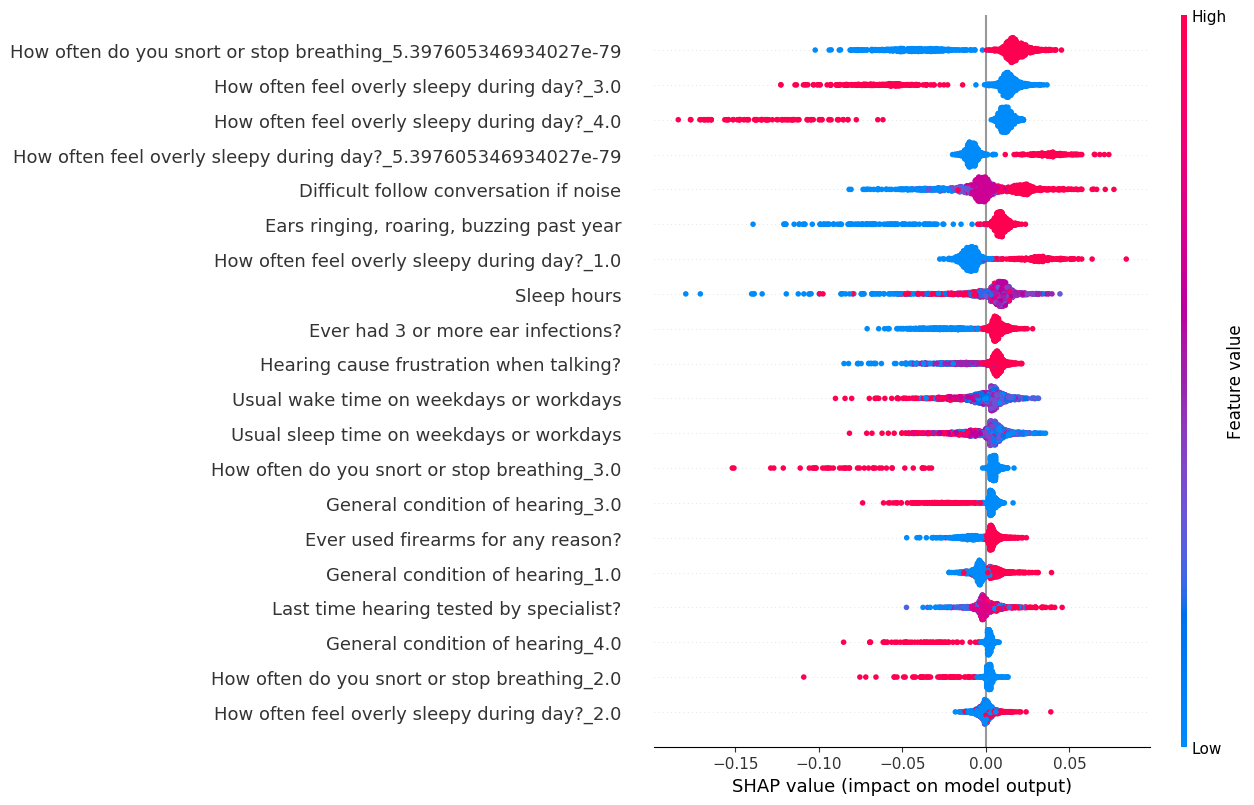 High
How often do you snort or stop breathing_5.397605346934027e-79
How often feel overly sleepy during day?_3.0
How often feel overly sleepy during day?_4.0
How often feel overly sleepy during day?_5.397605346934027e-79
Difficult follow conversation if noise
Ears ringing, roaring, buzzing past year
How often feel overly sleepy during day?_1.0
Sleep hours
Ever had 3 or more ear infections?
Hearing cause frustration when talking?
Usual wake time on weekdays or workdays
Usual sleep time on weekdays or workdays
How often do you snort or stop breathing_3.0
General condition of hearing_3.0
Ever used firearms for any reason?
General condition of hearing_1.0
Last time hearing tested by specialist?
General condition of hearing_4.0
How often do you snort or stop breathing_2.0
How often feel overly sleepy during day?_2.0
Feature value
Low
−0.15 −0.10 −0.05 0.00 0.05
SHAP value (impact on model output)